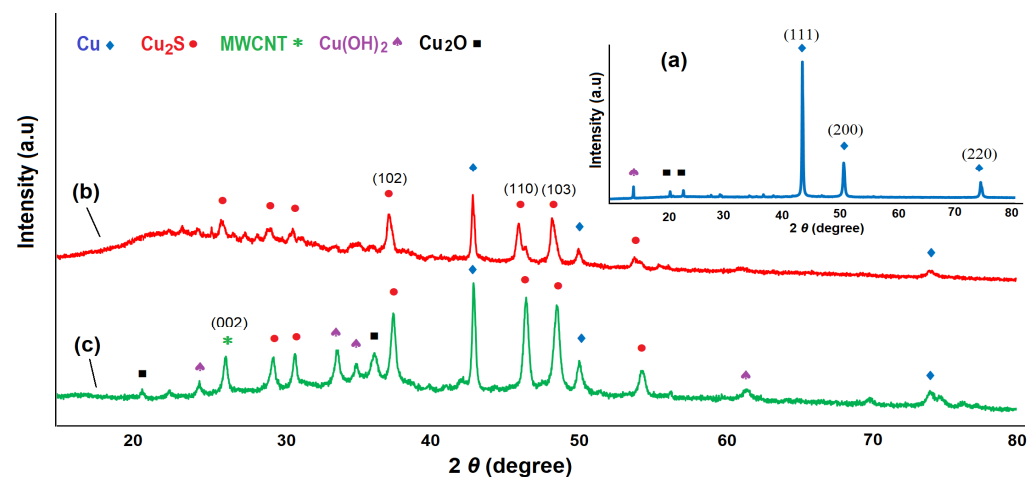 Cu ♦ Cu2S ● MWCNT * Cu(OH)2 ♠ Cu2O ■
(a)
(111)
(200)
(220)
Intensity (a.u)
20 30 40 50 60 70 80
2 θ (degree)
Intensity (a.u)
(b)
(102)
(110) (103)
(c)
(002)
20 30 40 50 60 70 80
2 θ (degree)